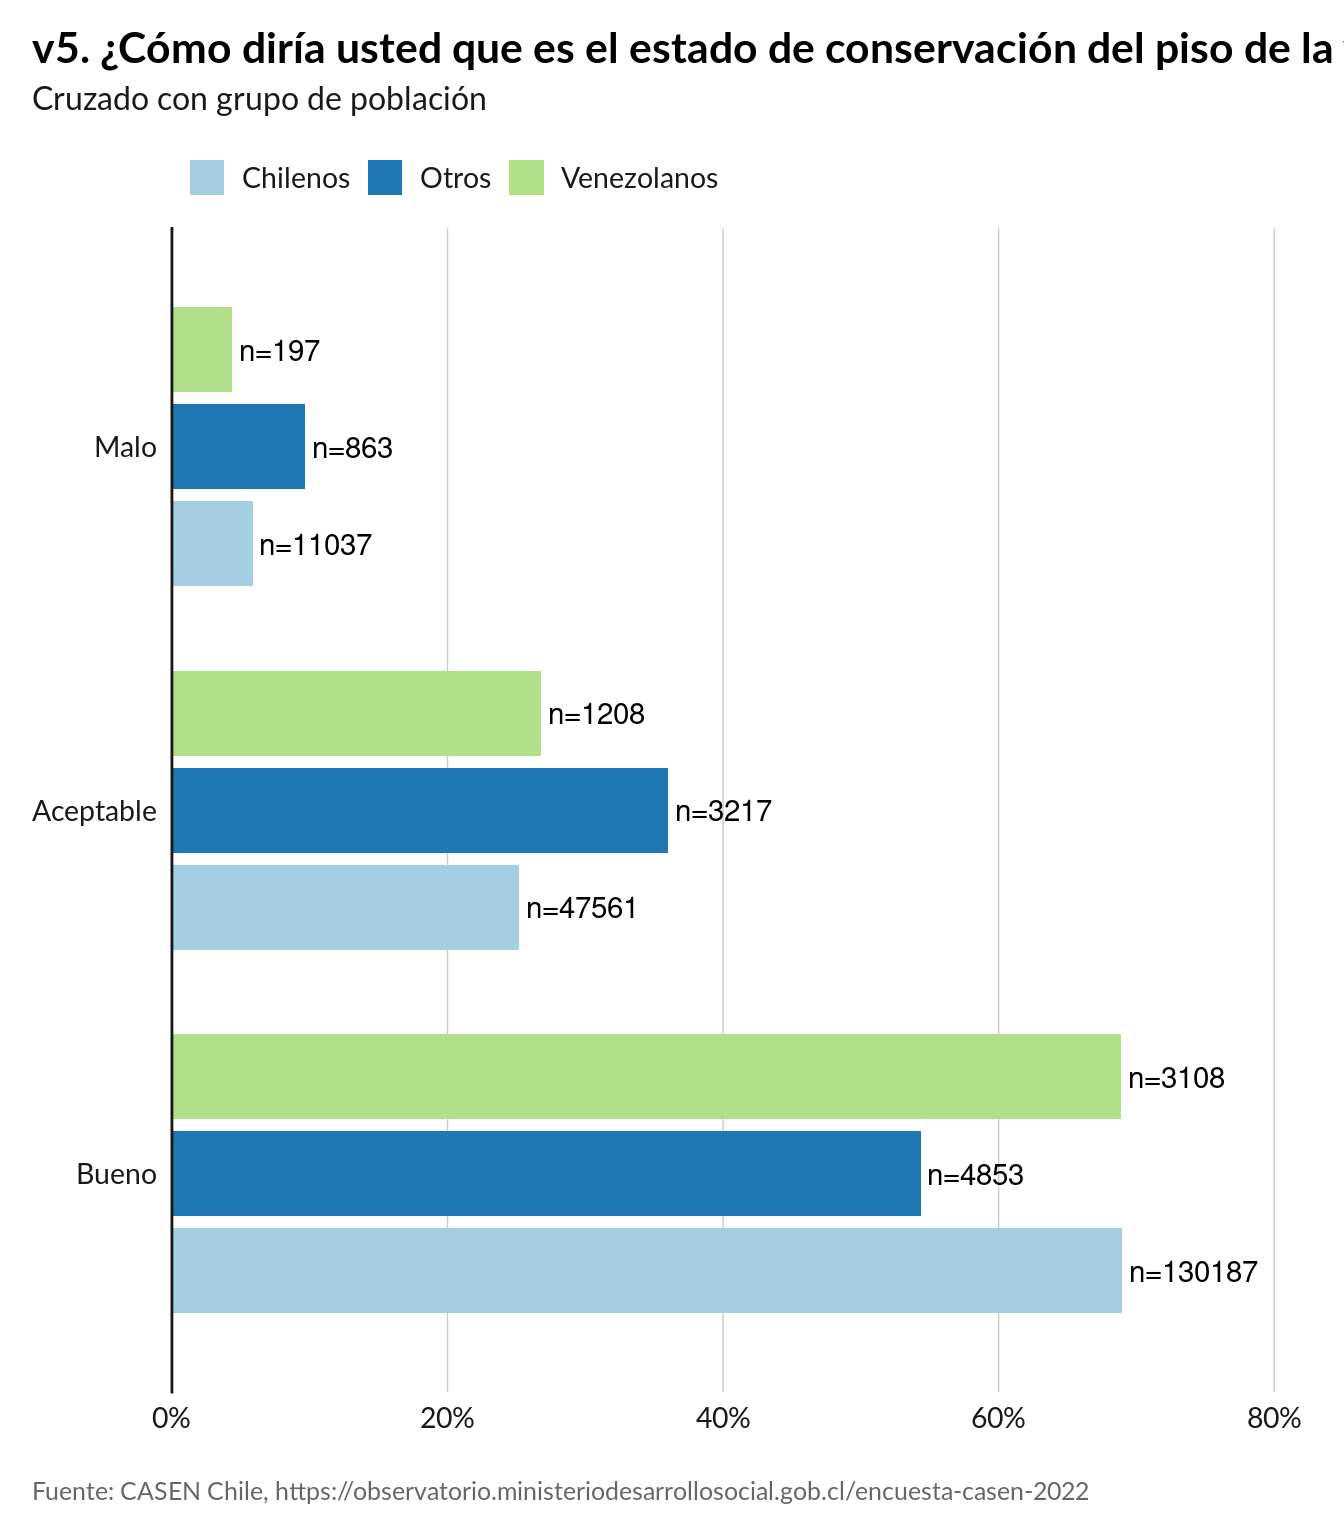 v5. ¿Cómo diría usted que es el estado de conservación del piso de la
Cruzado con grupo de población
Chilenos Otros Venezolanos
n=197
Malo n=863
n=11037
n=1208
Aceptable n=3217
n=47561
n=3108
Bueno n=4853
n=130187
0% 20% 40% 60% 80%
Fuente: CASEN Chile, https://observatorio.ministeriodesarrollosocial.gob.cl/encuesta-casen-2022